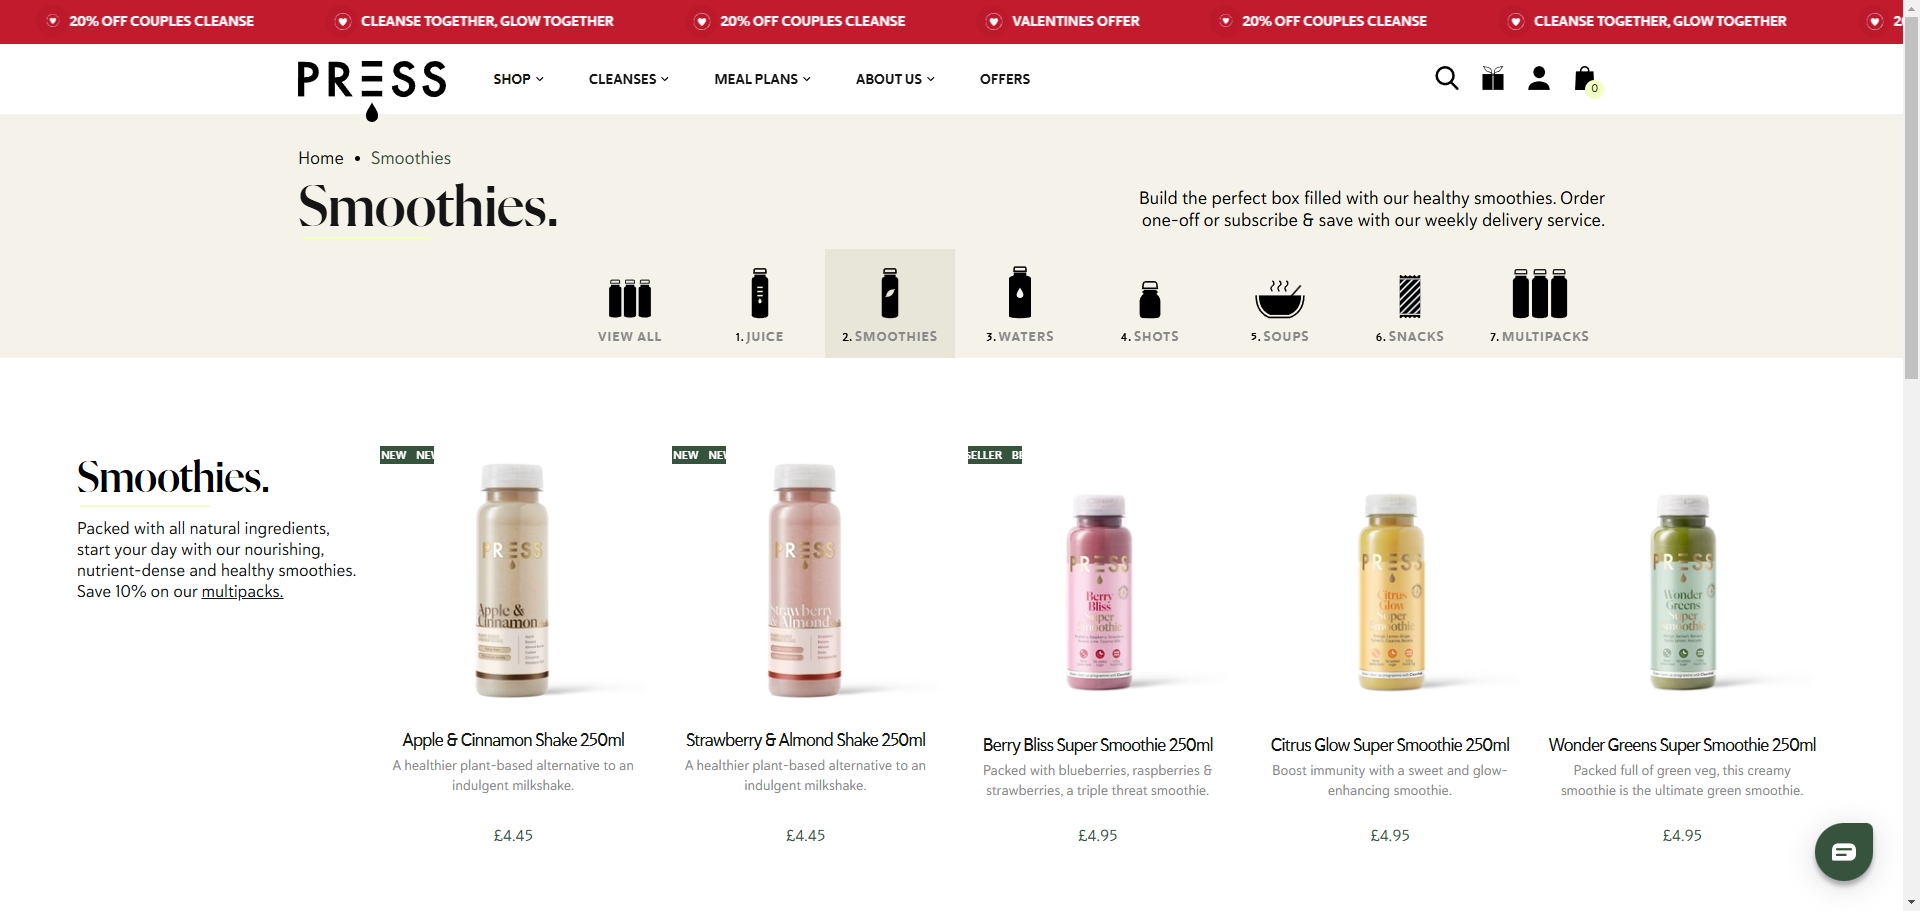 20% OFF COUPLES CLEANSE
CLEANSE TOGETHER, GLOW TOGETHER
20% OFF COUPLES CLEANSE
VALENTINES OFFER
20% OFF COUPLES CLEANSE
CLEANSE TOGETHER, GLOW TOGETHER
PRESS
SHOP
CLEANSES
MEAL PLANS
ABOUT US
OFFERS
0
Home • Smoothies
Smoothies.
Build the perfect box filled with our healthy smoothies. Order
one-off or subscribe & save with our weekly delivery service.
VIEW ALL
1. JUICE
2. SMOOTHIES
3. WATERS
4. SHOTS
5. SOUPS
6. SNACKS
7. MULTIPACKS
Smoothies.
Packed with all natural ingredients,
start your day with our nourishing,
nutrient-dense and healthy smoothies.
Save 10% on our multipacks.
NEW
PRESS
Apple &
Cinnamon
Apple & Cinnamon Shake 250ml
A healthier plant-based alternative to an
indulgent milkshake.
£4.45
NEW
PRESS
Strawberry
& Almond
Strawberry & Almond Shake 250ml
A healthier plant-based alternative to an
indulgent milkshake.
£4.45
SELLER
PRESS
Berry
Bliss
Super
Smoothie
Berry Bliss Super Smoothie 250ml
Packed with blueberries, raspberries &
strawberries, a triple threat smoothie.
£4.95
PRESS
Citrus
Glow
Super
Smoothie
Citrus Glow Super Smoothie 250ml
Boost immunity with a sweet and glow-
enhancing smoothie.
£4.95
PRESS
Wonder
Greens
Super
Smoothie
Wonder Greens Super Smoothie 250ml
Packed full of green veg, this creamy
smoothie is the ultimate green smoothie.
£4.95